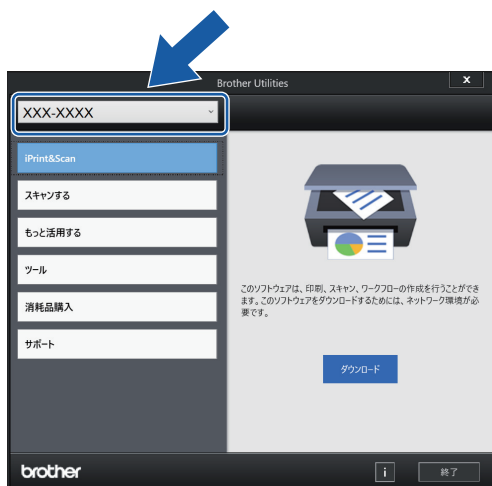 Brother Utilities
x
XXX-XXXX
iPrint&Scan
スキャンする
もっと活用する
ツール
消耗品購入
サポート
このソフトウェアは、印刷、スキャン、ワークフローの作成を行うことができ
ます。このソフトウェアをダウンロードするためには、ネットワーク環境が必
要です。
ダウンロード
brother
i
終了